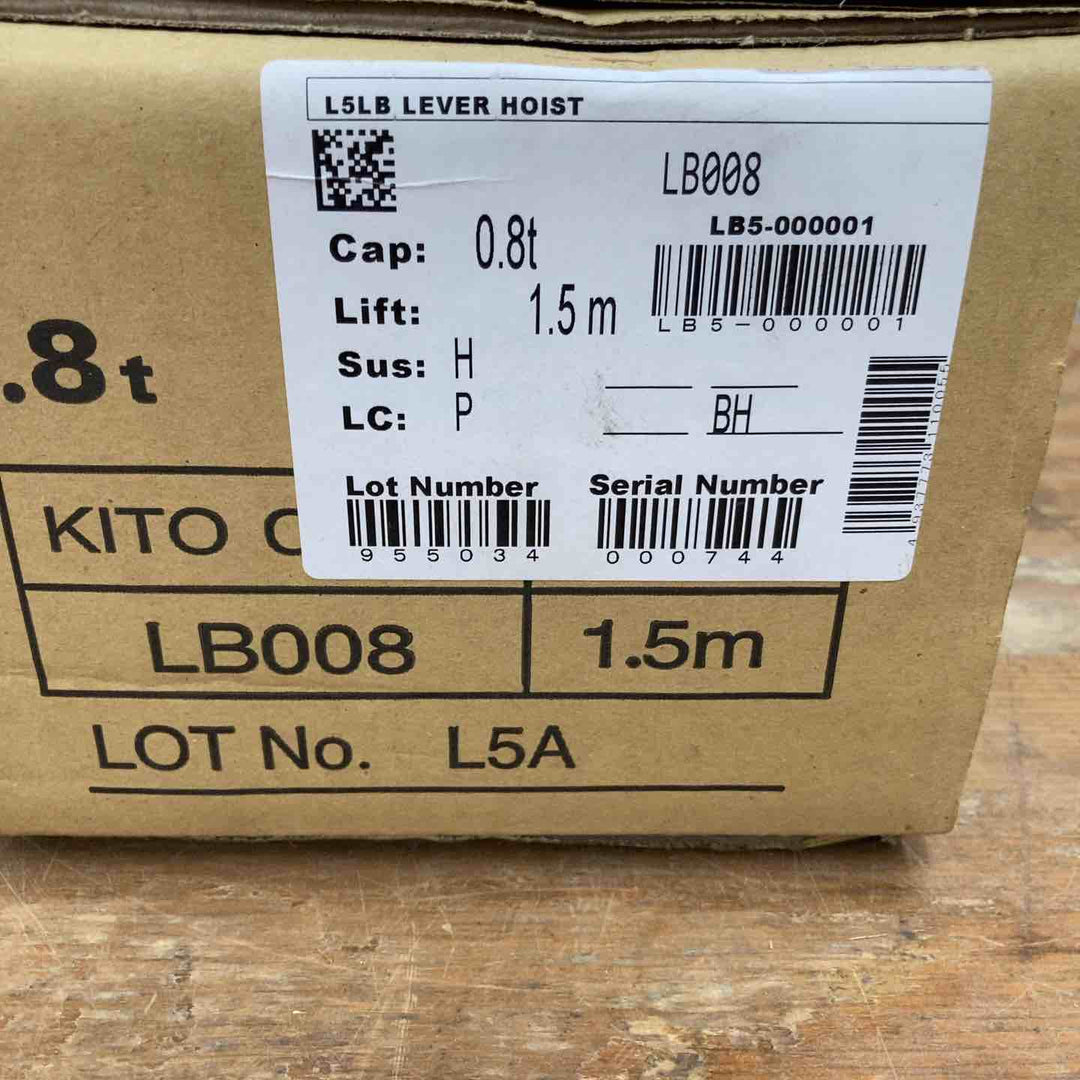 L5LB LEVER HOIST
LB008
LB5-000001
LB5-000001
Cap: 0.8t
Lift: 1.5 m
Sus: H
LC: P
BH
Lot Number
955034
Serial Number
000744
4937773110055
.8t
KITO C
LB008
1.5m
LOT No. L5A